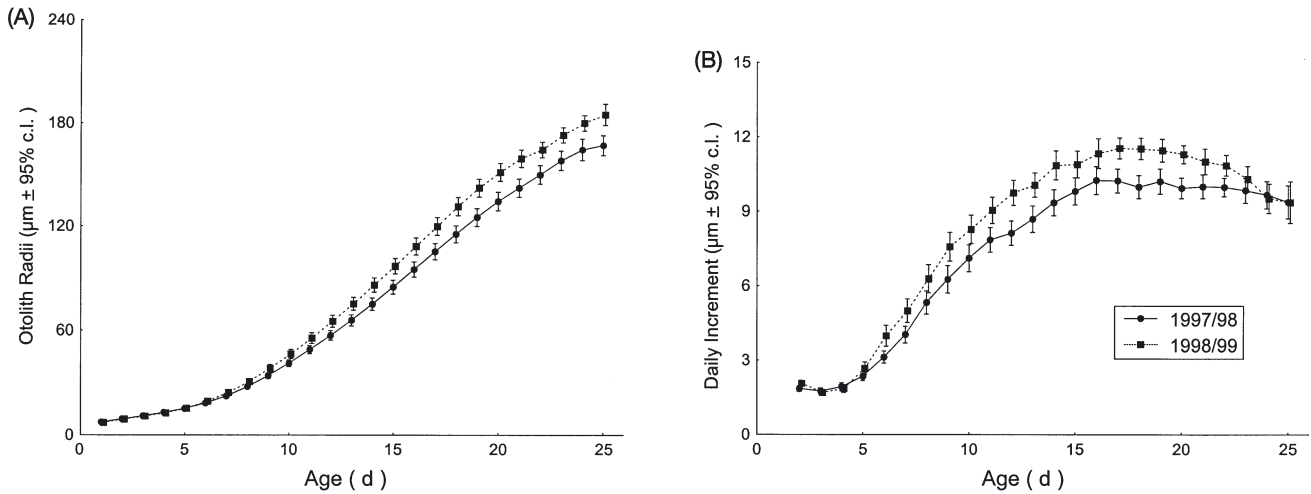 (A)
240
180
120
60
0
Otolith Radii (µm ± 95% c.l.)
0 5 10 15 20 25
Age ( d )
(B)
15
12
9
6
3
0
Daily Increment (µm ± 95% c.l.)
1997/98
1998/99
0 5 10 15 20 25
Age ( d )